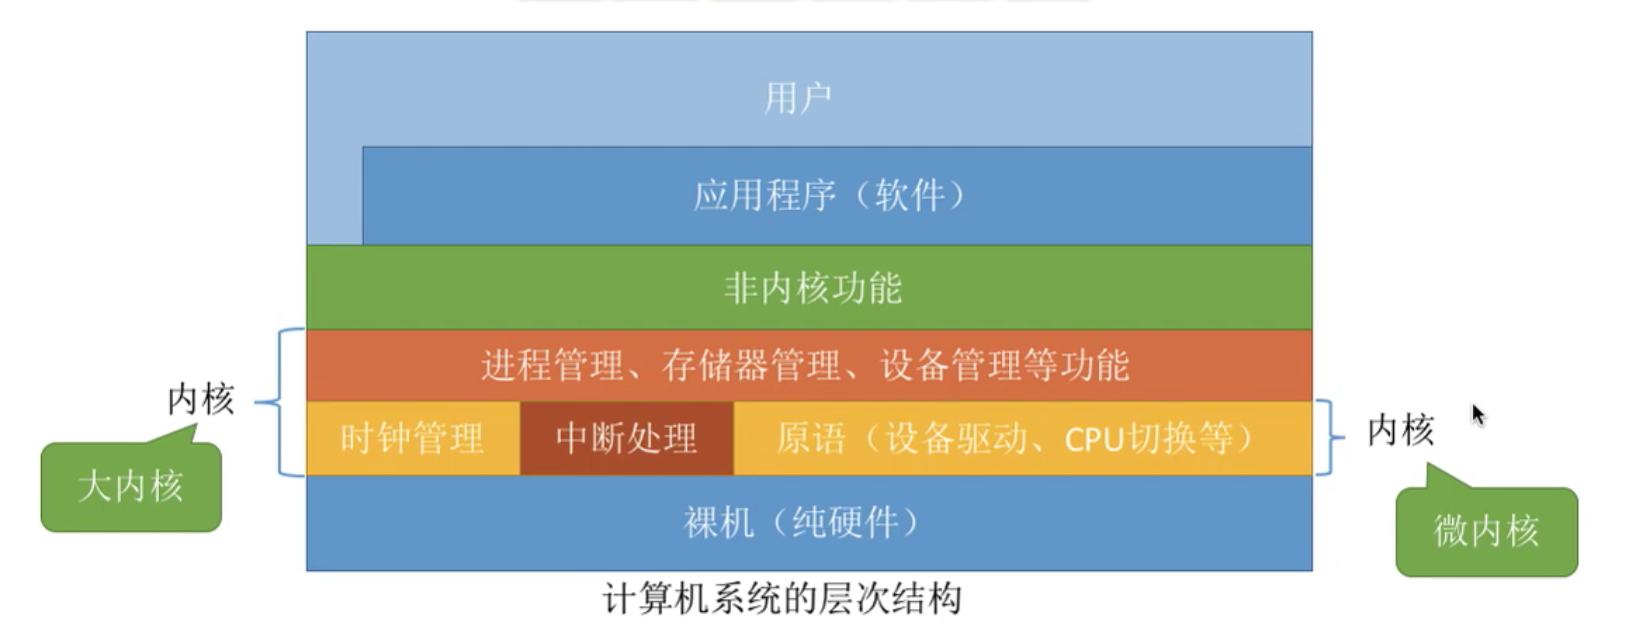 用户
应用程序（软件）
非内核功能
进程管理、存储器管理、设备管理等功能
内核
时钟管理
中断处理
原语（设备驱动、CPU切换等）
内核
大内核
裸机（纯硬件）
微内核
计算机系统的层次结构